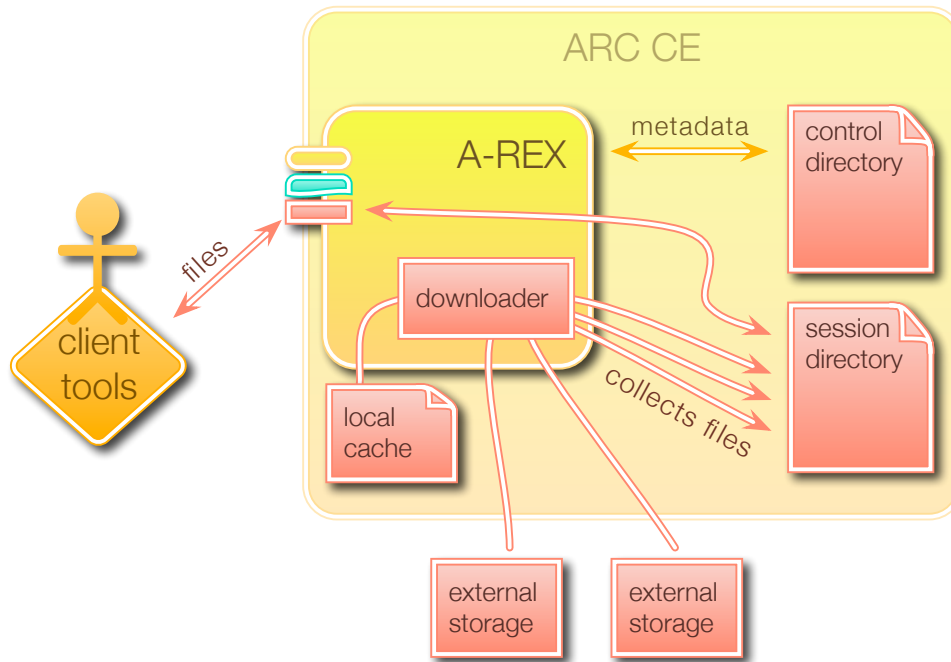 ARC CE
A-REX
metadata
control
directory
files
client
tools
downloader
session
directory
collects files
local
cache
external
storage
external
storage